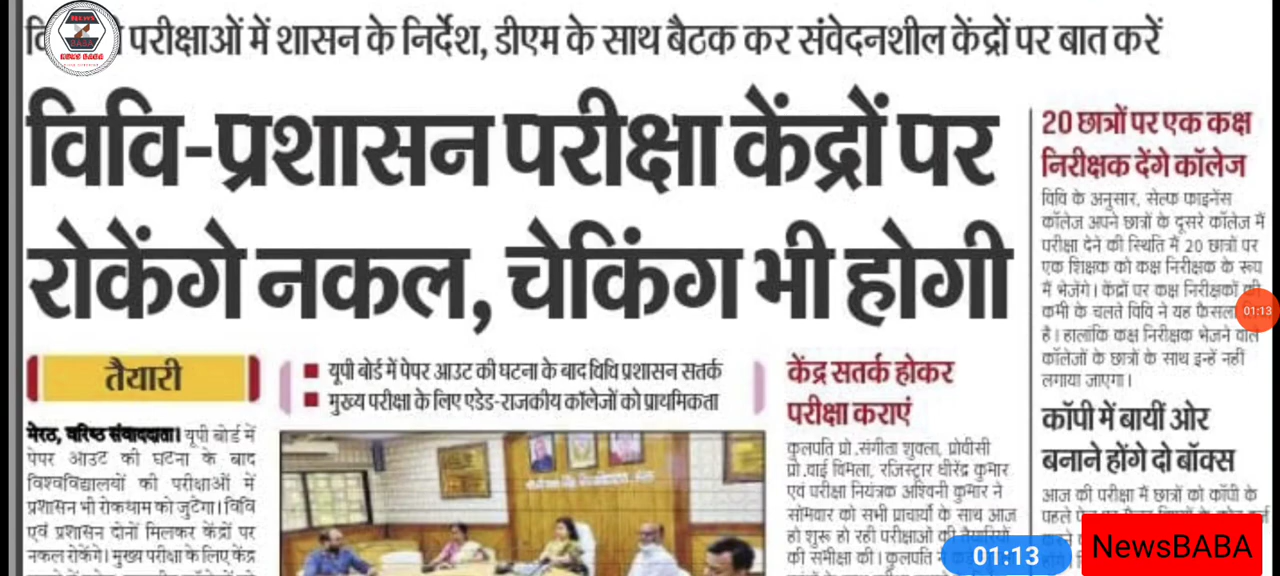 परीक्षाओं में शासन के निर्देश, डीएम के साथ बैठक कर संवेदनशील केंद्रों पर बात करें
NEWS BABA
विवि-प्रशासन परीक्षा केंद्रों पर
रोकेंगे नकल, चेकिंग भी होगी
तैयारी
■ यूपी बोर्ड में पेपर आउट की घटना के बाद विवि प्रशासन सतर्क
■ मुख्य परीक्षा के लिए एडेड-राजकीय कॉलेजों को प्राथमिकता
मेरठ, वरिष्ठ संवाददाता। यूपी बोर्ड में
पेपर आउट की घटना के बाद
विश्वविद्यालयों की परीक्षाओं में
प्रशासन भी रोकथाम को जुटेगा। विवि
एवं प्रशासन दोनों मिलकर केंद्रों पर
नकल रोकेंगे। मुख्य परीक्षा के लिए केंद्र
केंद्र सतर्क होकर
परीक्षा कराएं
कुलपति प्रो.संगीता शुक्ला, प्रोवीसी
प्रो.वाई विमला, रजिस्ट्रार धीरेंद्र कुमार
एवं परीक्षा नियंत्रक अश्विनी कुमार ने
सोमवार को सभी प्राचार्यों के साथ आज
हो शुरू हो रही परीक्षाओं की तैयारियों
की समीक्षा की। कुलपति ने
20 छात्रों पर एक कक्ष
निरीक्षक देंगे कॉलेज
विवि के अनुसार, सेल्फ फाइनेंस
कॉलेज अपने छात्रों के दूसरे कॉलेज में
परीक्षा देने की स्थिति में 20 छात्रों पर
एक शिक्षक को कक्ष निरीक्षक के रूप
में भेजेंगे। केंद्रों पर कक्ष निरीक्षकों की
कमी के चलते विवि ने यह फैसला
है। हालांकि कक्ष निरीक्षक भेजने वाले
कॉलेजों के छात्रों के साथ इन्हें नहीं
लगाया जाएगा।
कॉपी में बायीं ओर
बनाने होंगे दो बॉक्स
आज की परीक्षा में छात्रों को कॉपी के
पहले
01:13
01:13
NewsBABA